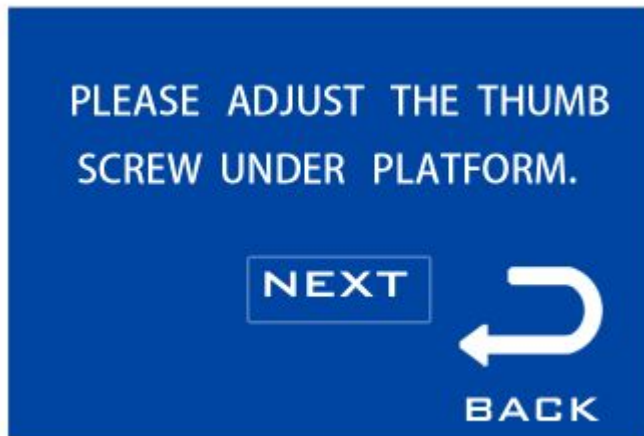 PLEASE ADJUST THE THUMB
SCREW UNDER PLATFORM.
NEXT
BACK